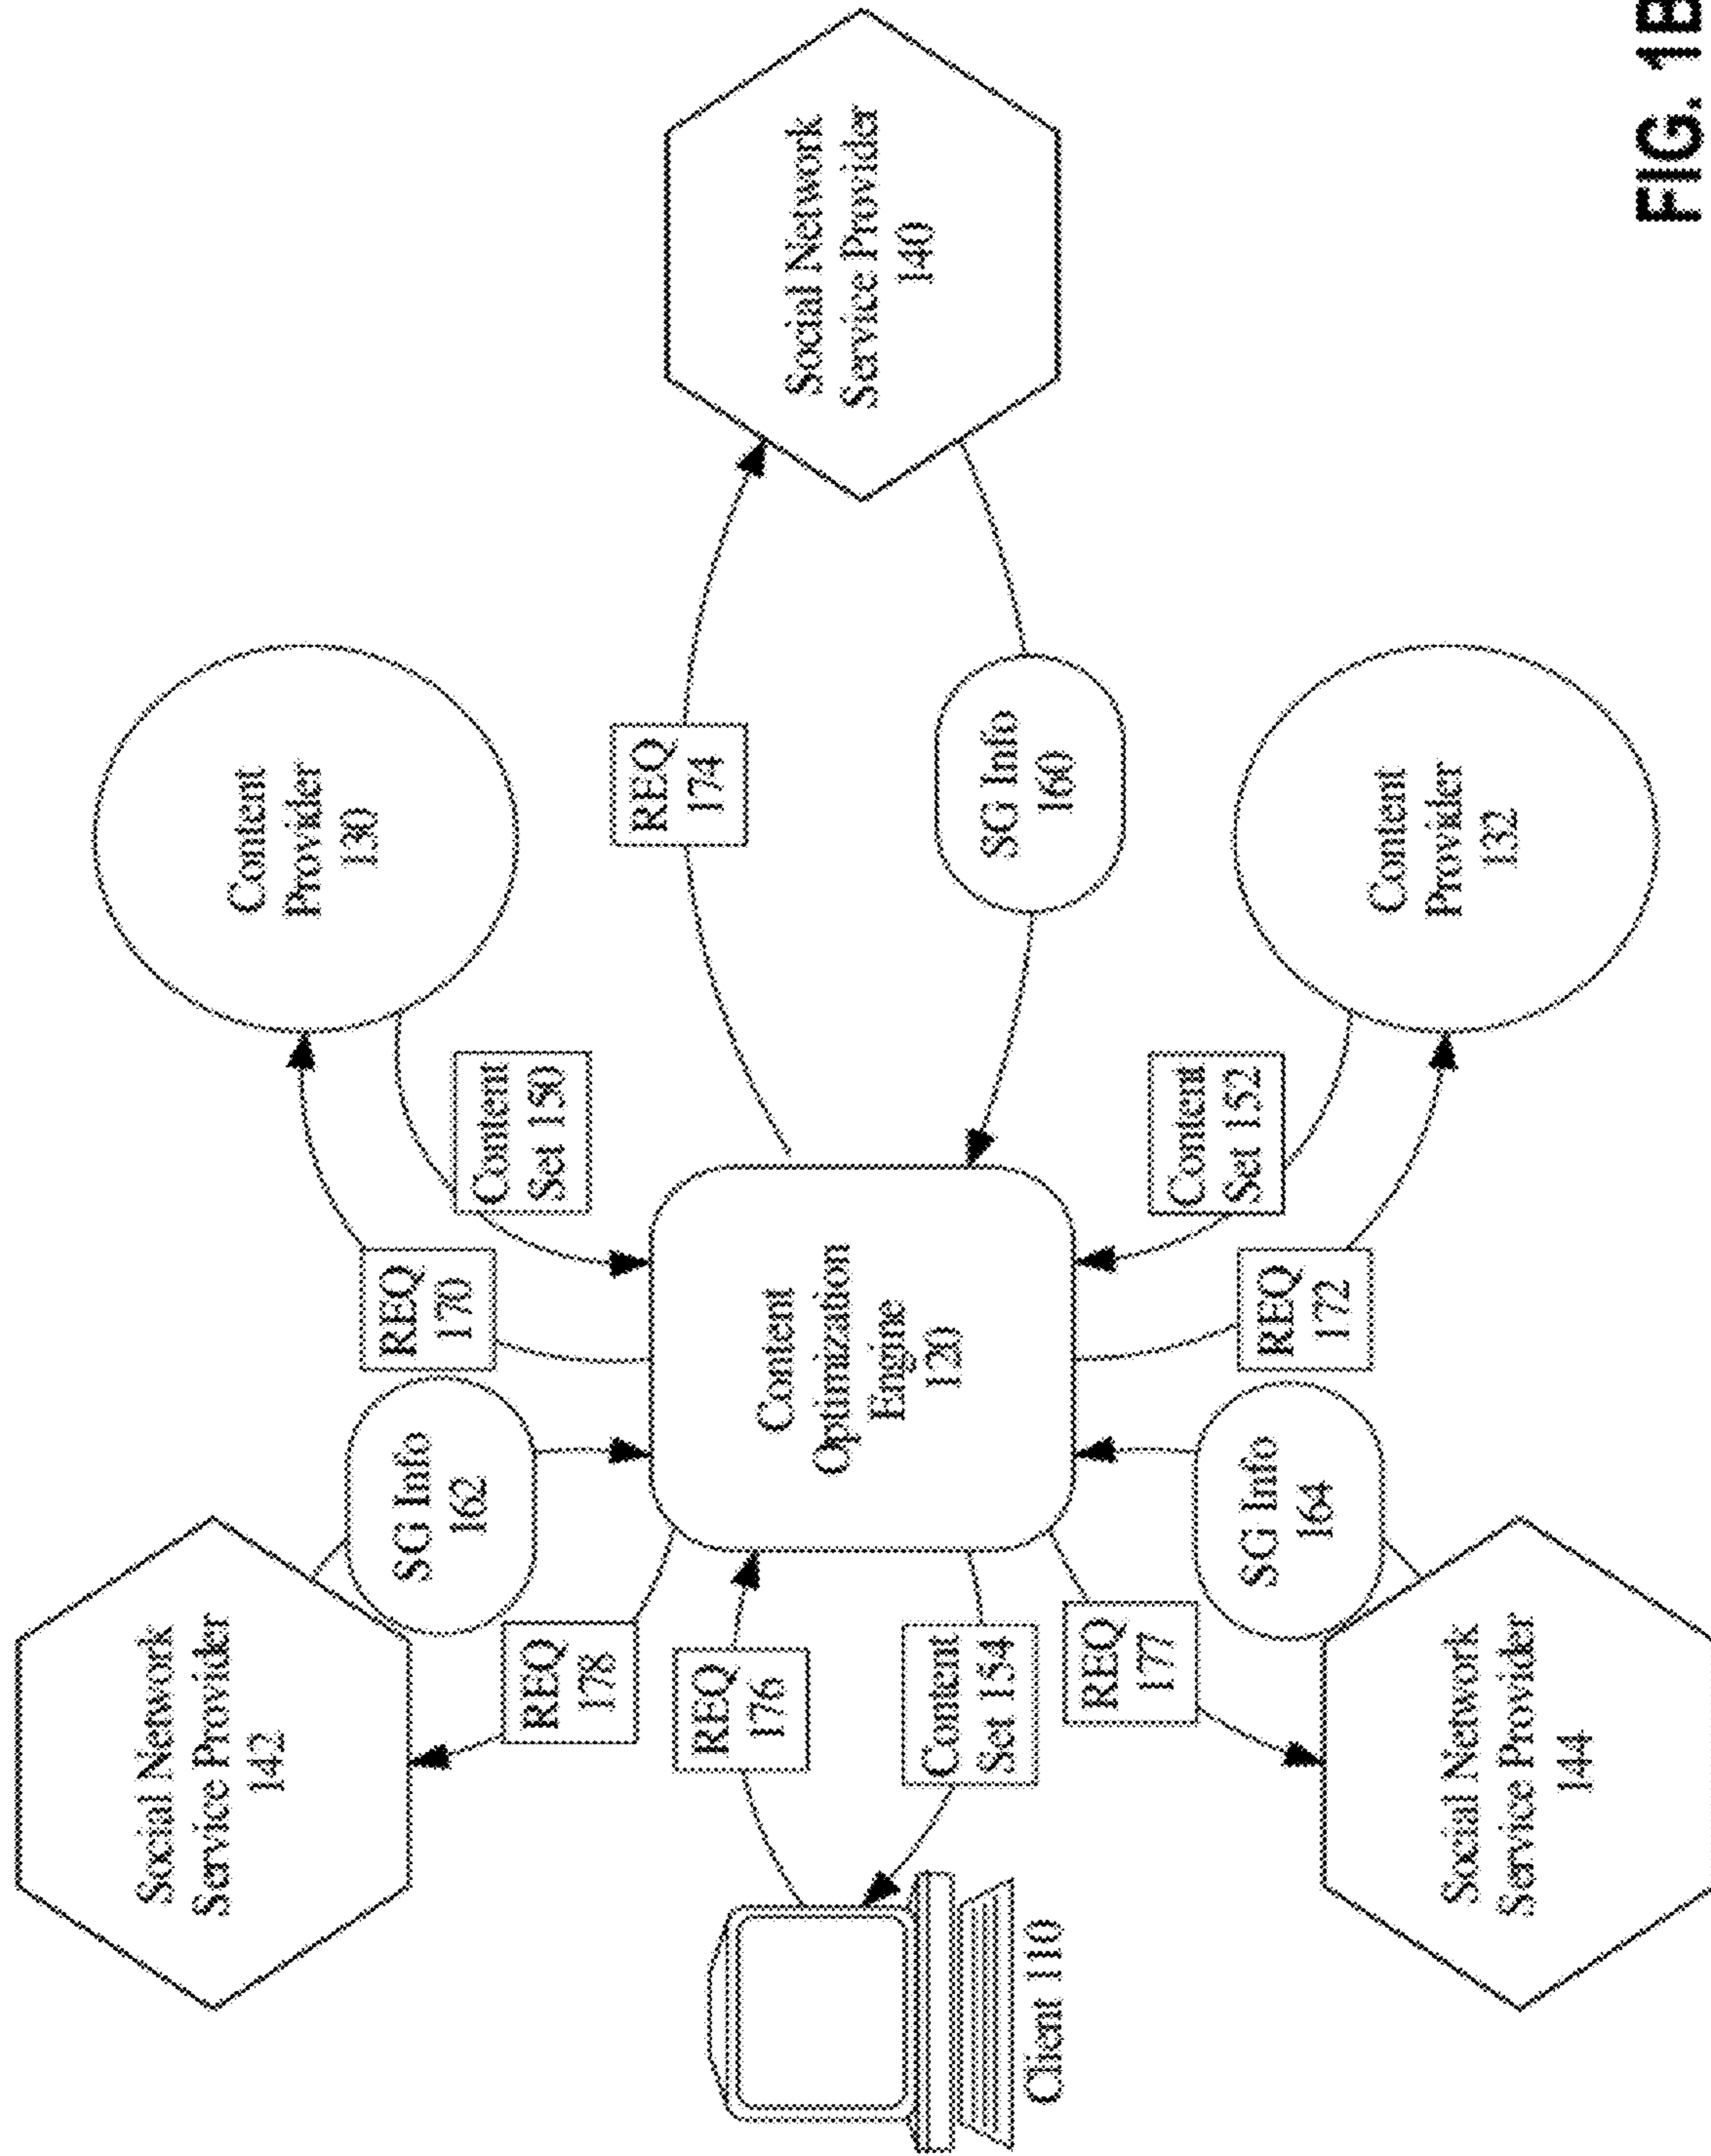 Social Network
Service Provider
142
SG Info
162
REQ
170
Content
Set 150
Content
Provider
130
REQ
178
REQ
176
Content
Optimization
Engine
120
REQ
174
Social Network
Service Provider
140
Client 110
Content
Set 154
SG Info
160
REQ
177
SG Info
164
Content
Set 152
REQ
172
Content
Provider
132
Social Network
Service Provider
144
FIG. 1B